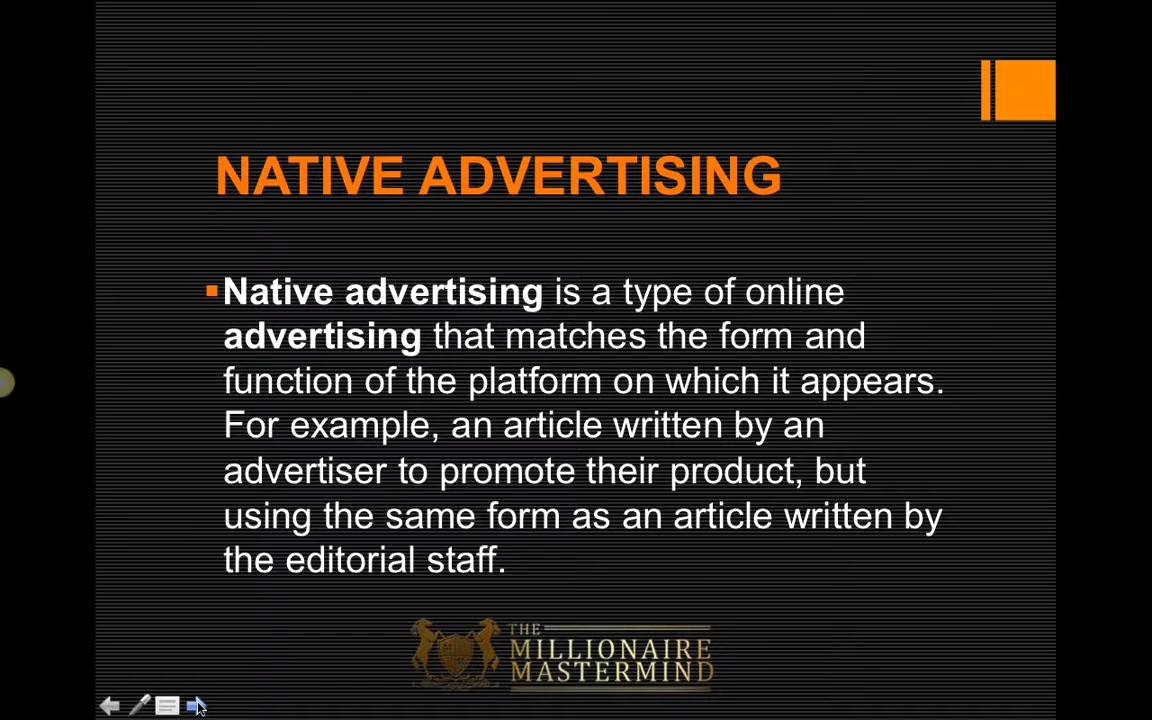 NATIVE ADVERTISING
Native advertising is a type of online
advertising that matches the form and
function of the platform on which it appears.
For example, an article written by an
advertiser to promote their product, but
using the same form as an article written by
the editorial staff.
THE
MILLIONAIRE
MASTERMIND